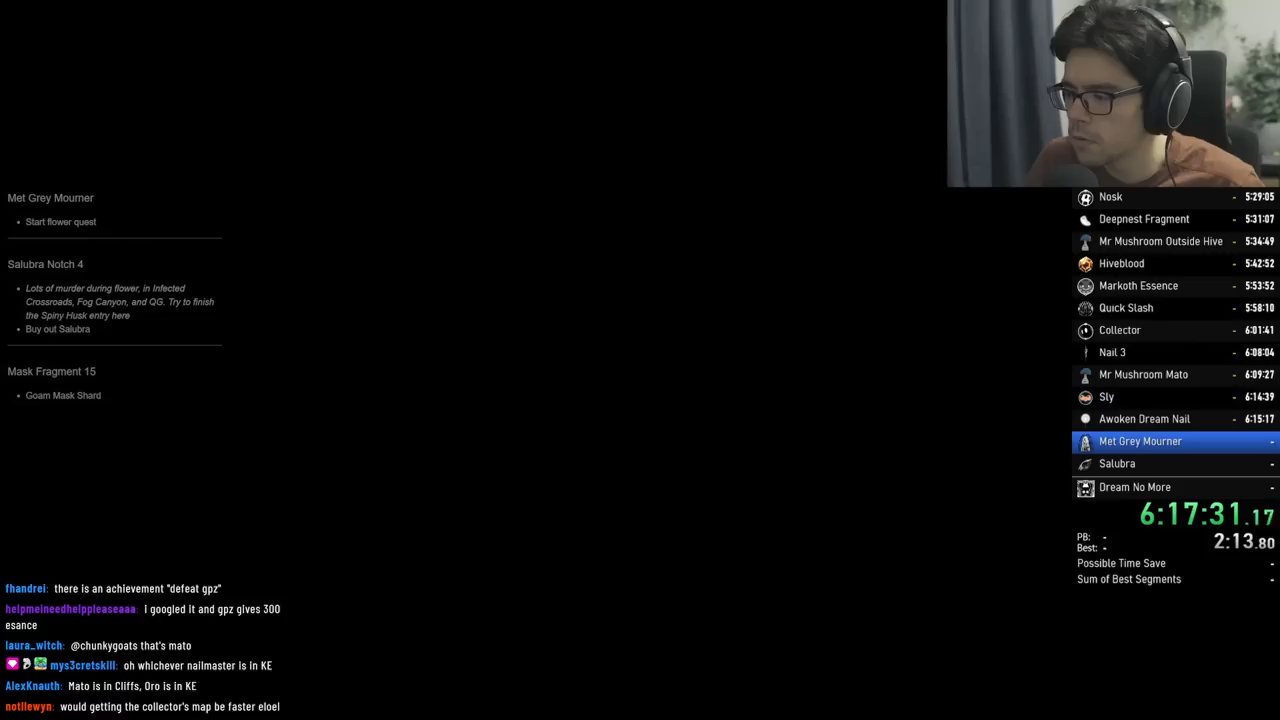 Met Grey Mourner
• Start flower quest
Salubra Notch 4
• Lots of murder during flower, in Infected
Crossroads, Fog Canyon, and QG. Try to finish
the Spiny Husk entry here
• Buy out Salubra
Mask Fragment 15
• Goam Mask Shard
Nosk - 5:29:05
Deepnest Fragment - 5:31:07
Mr Mushroom Outside Hive - 5:34:49
Hiveblood - 5:42:52
Markoth Essence - 5:53:52
Quick Slash - 5:58:10
Collector - 6:01:41
Nail 3 - 6:08:04
Mr Mushroom Mato - 6:09:27
Sly - 6:14:39
Awoken Dream Nail - 6:15:17
Met Grey Mourner -
Salubra -
Dream No More -
6:17:31.17
PB: - 2:13.80
Best: -
Possible Time Save -
Sum of Best Segments -
fhandrei: there is an achievement "defeat gpz"
helpmeineedhelppleaseaaa: I googled it and gpz gives 300
esance
laura_witch: @chunkygoats that's mato
mys3cretskill: oh whichever nailmaster is in KE
AlexKnauth: Mato is in Cliffs, Oro is in KE
notllewyn: would getting the collector's map be faster eloel